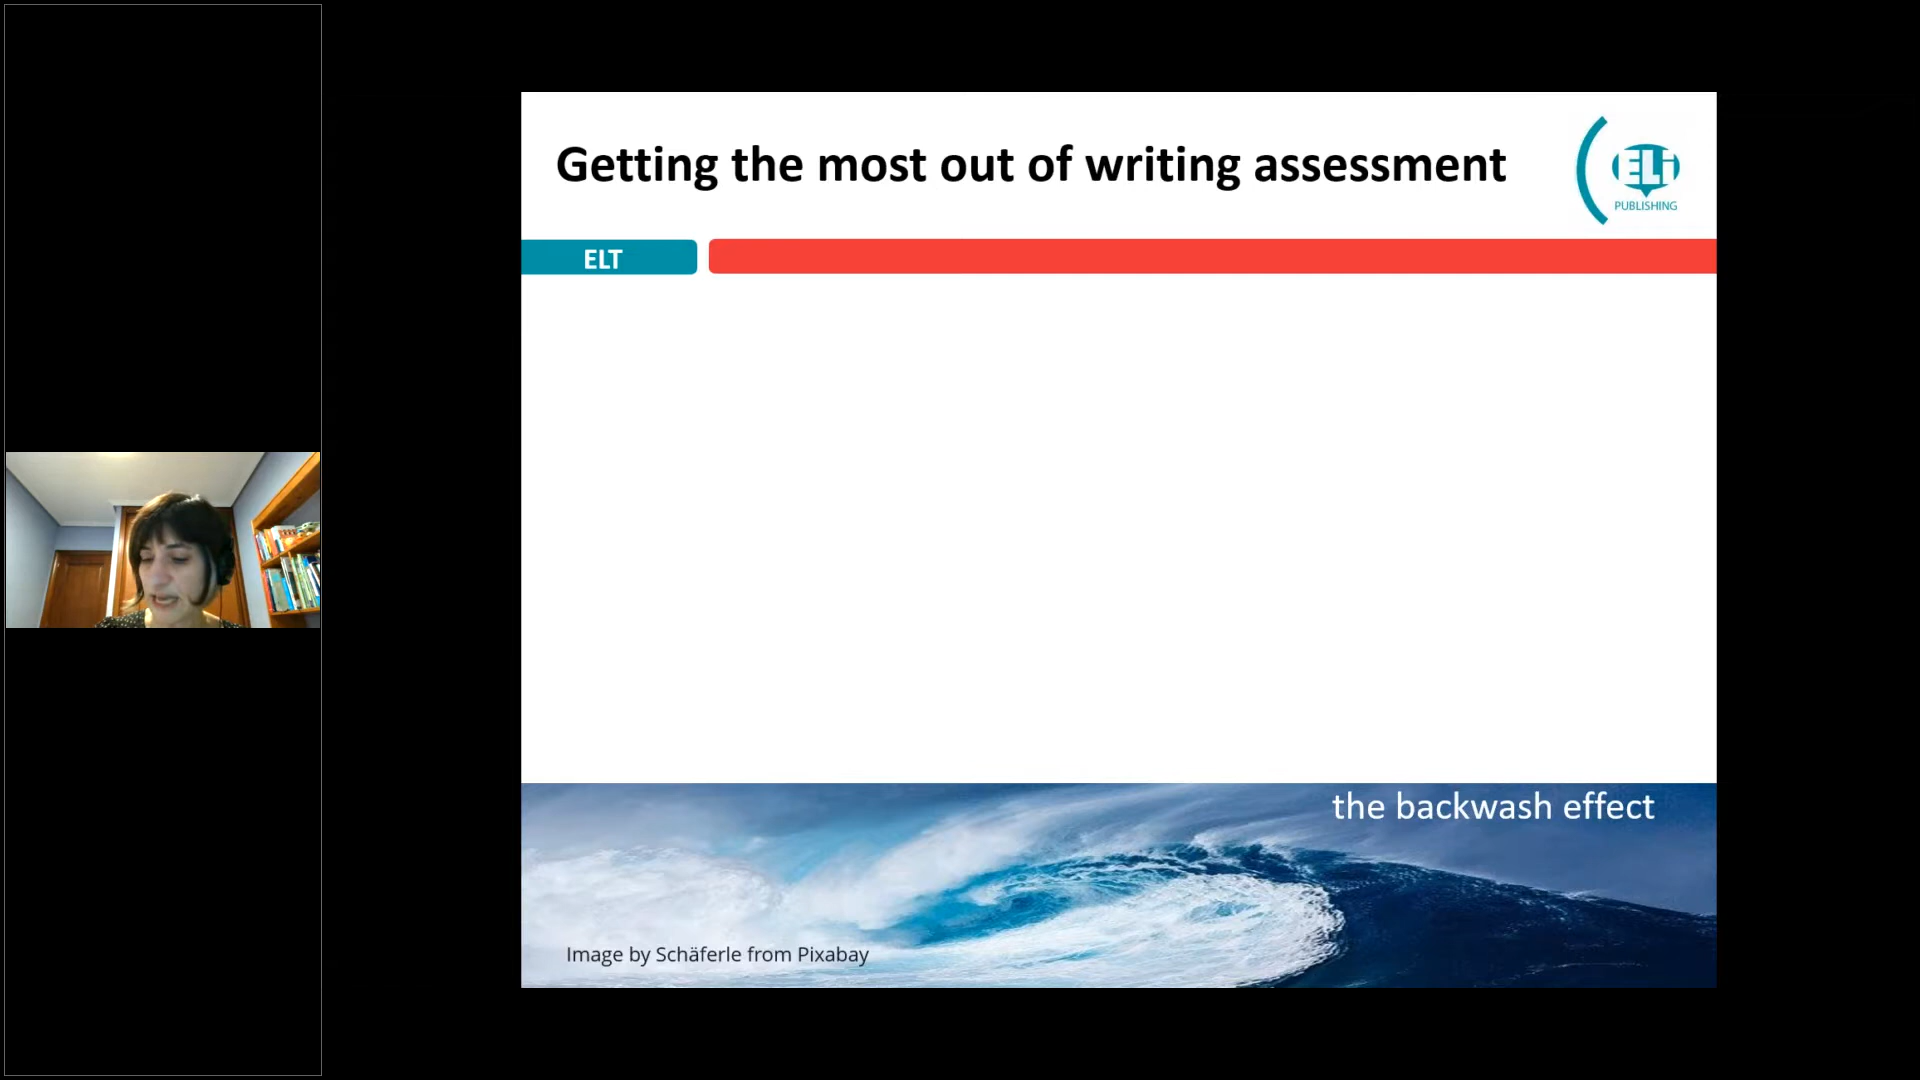 Getting the most out of writing assessment
ELi
PUBLISHING
ELT
the backwash effect
Image by Schäferle from Pixabay